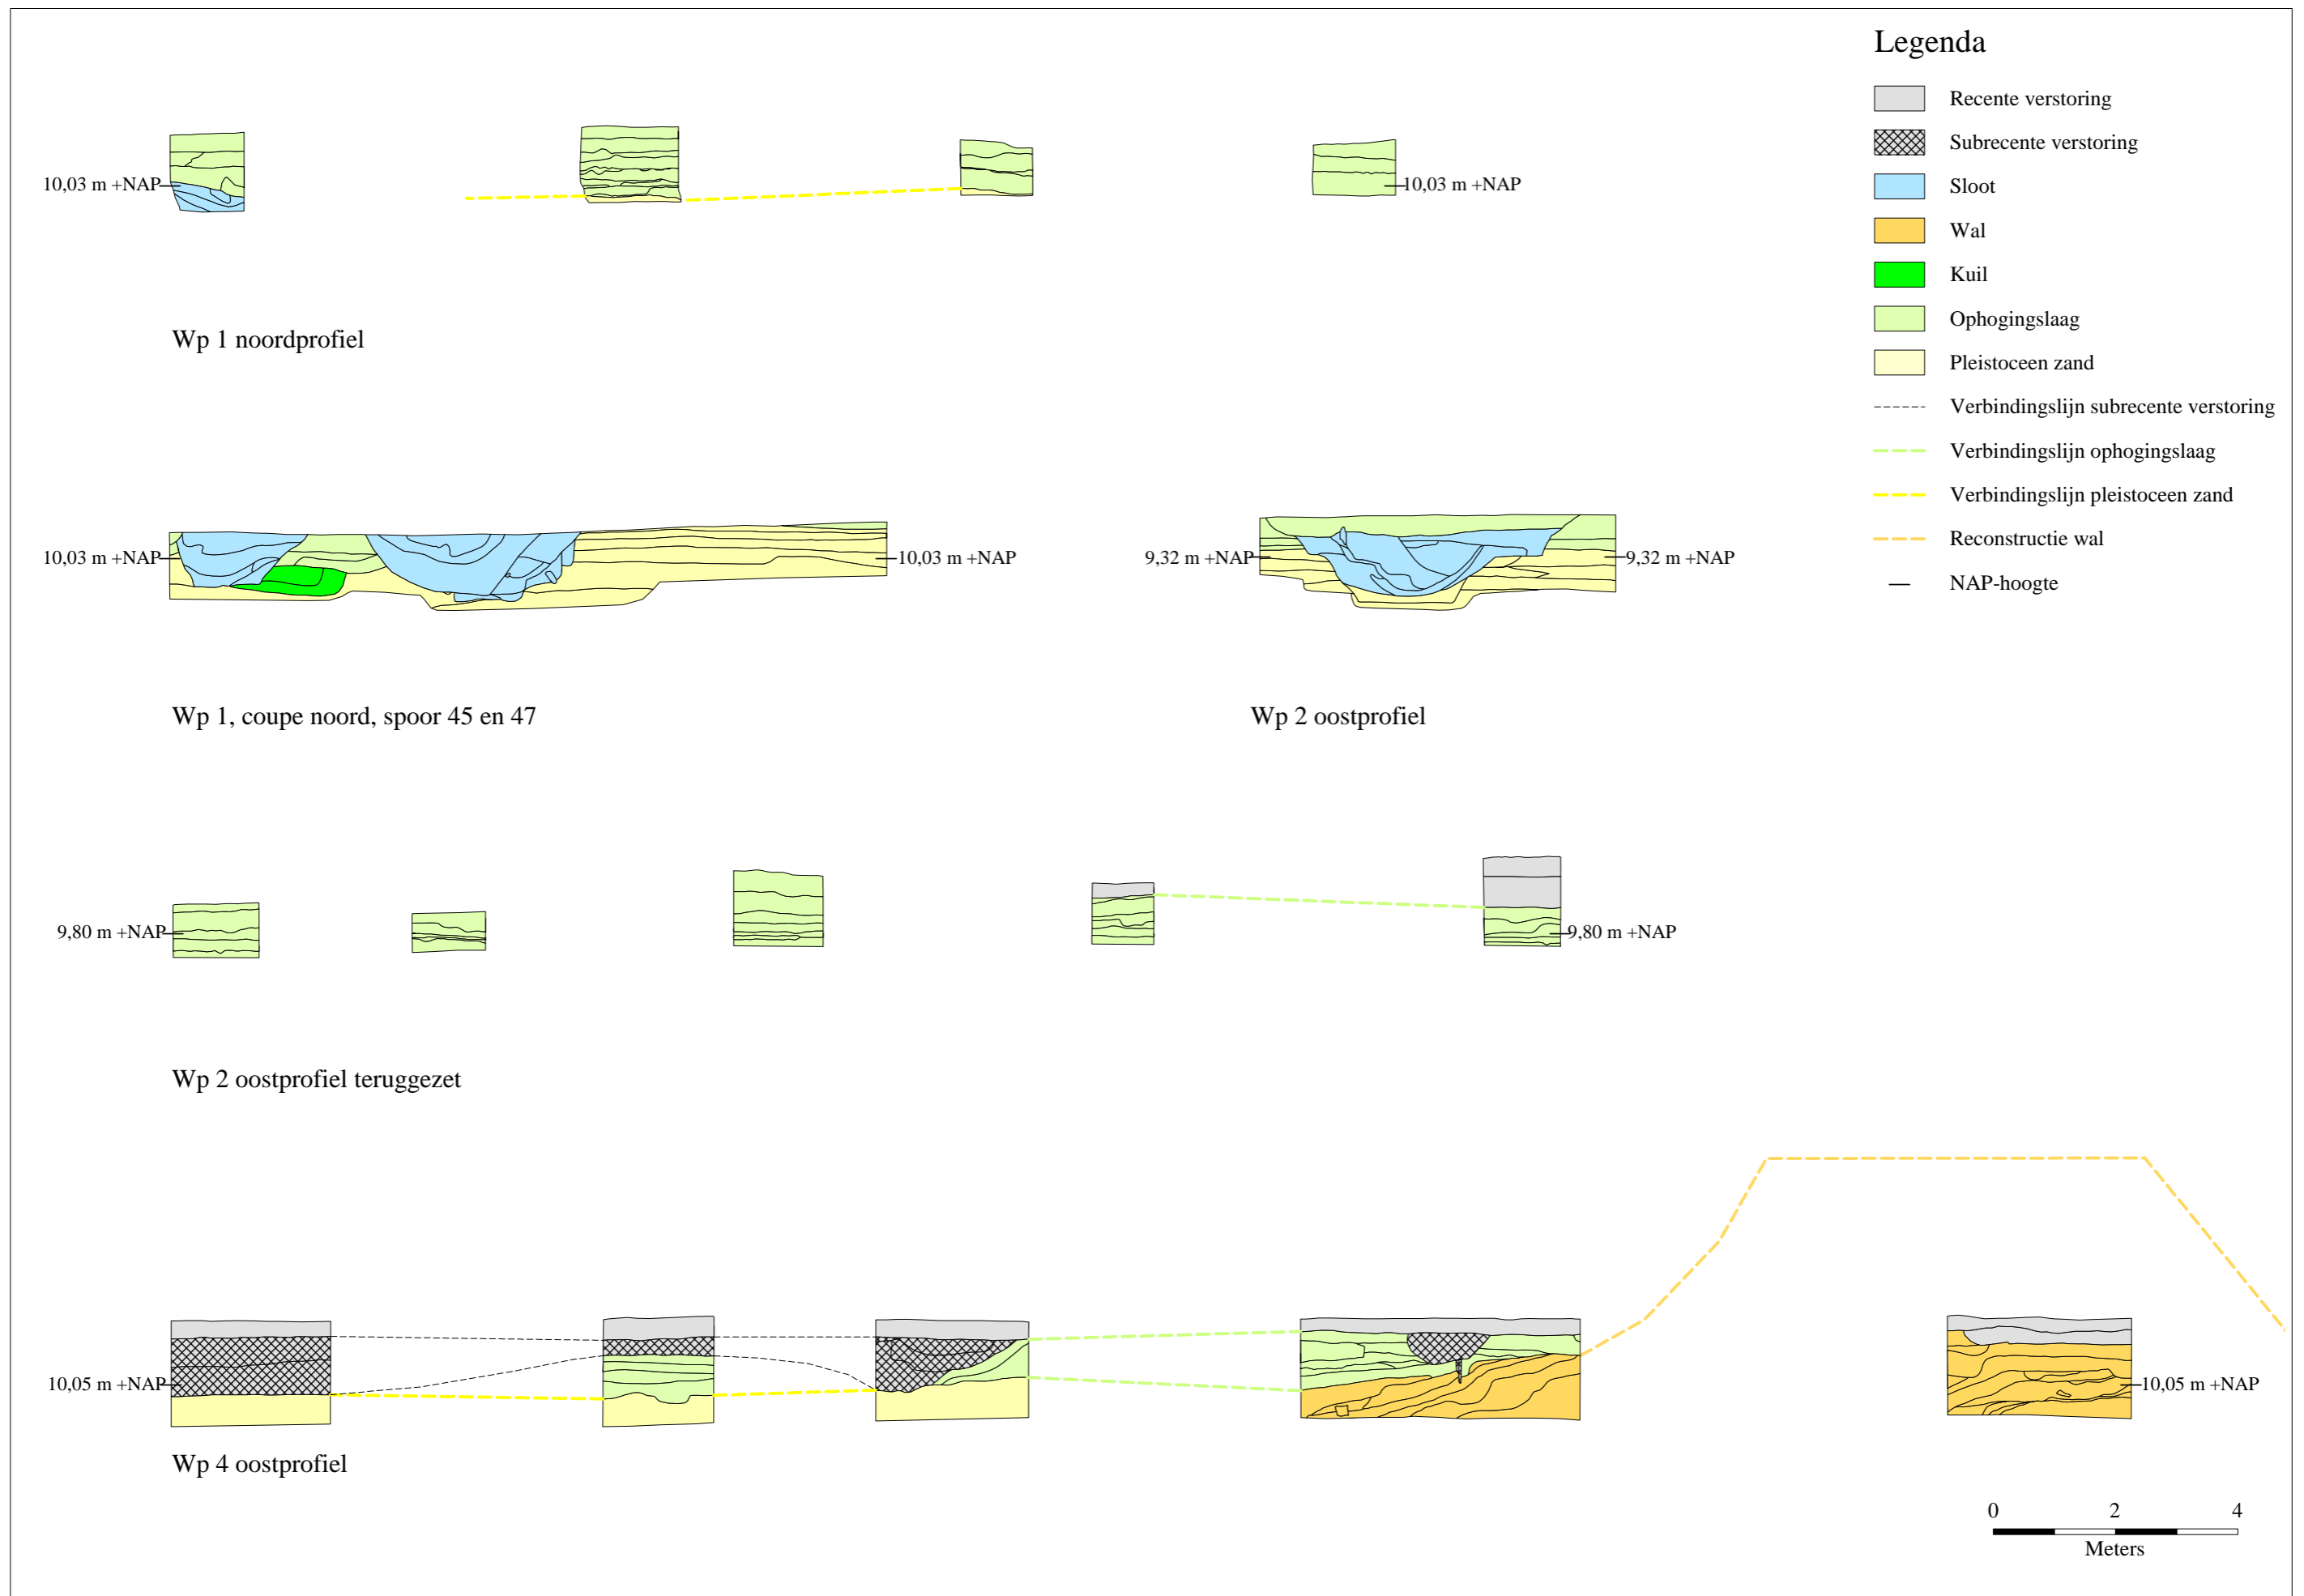 Legenda
Recente verstoring
Subrecente verstoring
Sloot
Wal
Kuil
Ophogingslaag
Pleistoceen zand
Verbindingslijn subrecente verstoring
Verbindingslijn ophogingslaag
Verbindingslijn pleistoceen zand
Reconstructie wal
NAP-hoogte
10,03 m +NAP
10,03 m +NAP
Wp 1 noordprofiel
10,03 m +NAP
10,03 m +NAP
Wp 1, coupe noord, spoor 45 en 47
9,32 m +NAP
9,32 m +NAP
Wp 2 oostprofiel
9,80 m +NAP
9,80 m +NAP
Wp 2 oostprofiel teruggezet
10,05 m +NAP
10,05 m +NAP
Wp 4 oostprofiel
0 2 4
Meters